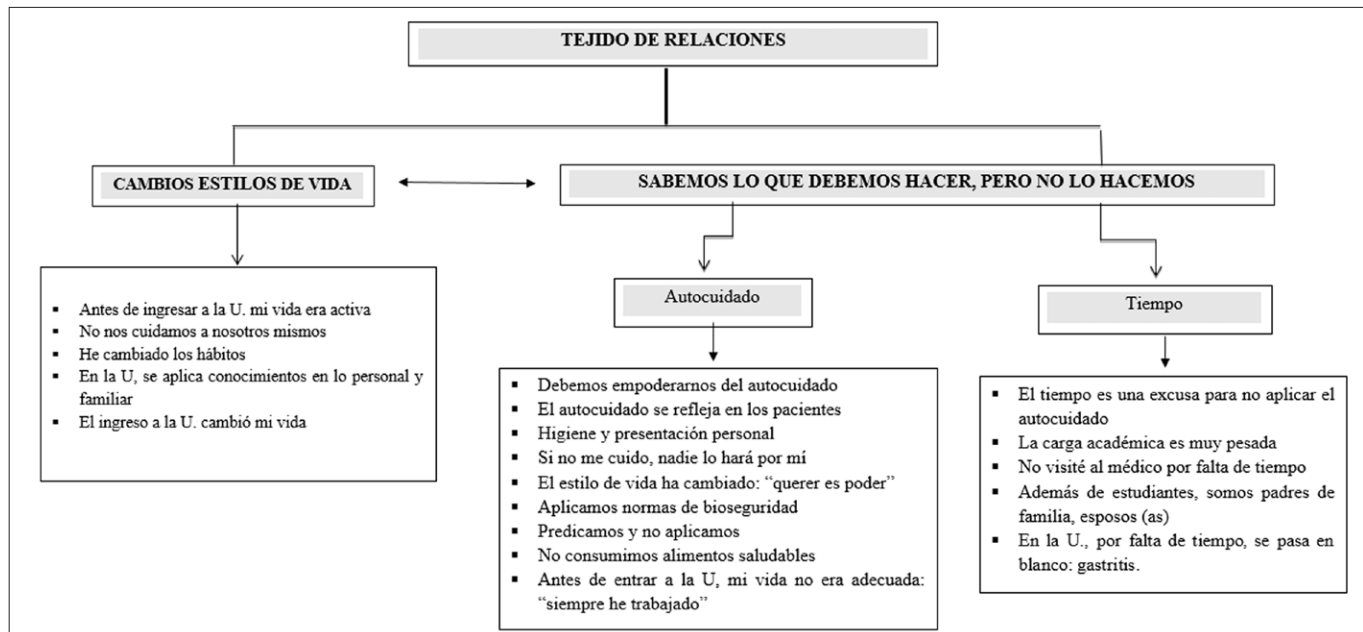 TEJIDO DE RELACIONES
CAMBIOS ESTILOS DE VIDA
SABEMOS LO QUE DEBEMOS HACER, PERO NO LO HACEMOS
▪ Antes de ingresar a la U. mi vida era activa
▪ No nos cuidamos a nosotros mismos
▪ He cambiado los hábitos
▪ En la U, se aplica conocimientos en lo personal y
familiar
▪ El ingreso a la U. cambió mi vida
Autocuidado
▪ Debemos empoderarnos del autocuidado
▪ El autocuidado se refleja en los pacientes
▪ Higiene y presentación personal
▪ Si no me cuido, nadie lo hará por mí
▪ El estilo de vida ha cambiado: “querer es poder”
▪ Aplicamos normas de bioseguridad
▪ Predicamos y no aplicamos
▪ No consumimos alimentos saludables
▪ Antes de entrar a la U, mi vida no era adecuada:
“siempre he trabajado”
Tiempo
▪ El tiempo es una excusa para no aplicar el
autocuidado
▪ La carga académica es muy pesada
▪ No visité al médico por falta de tiempo
▪ Además de estudiantes, somos padres de
familia, esposos (as)
▪ En la U., por falta de tiempo, se pasa en
blanco: gastritis.